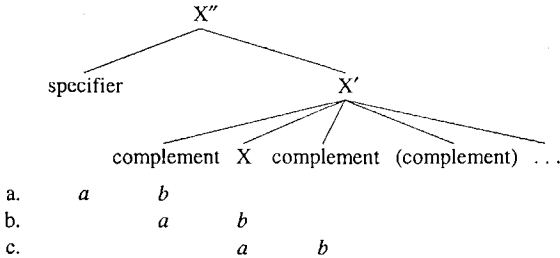 X″
specifier X′
complement X complement (complement) . . .
a. a b
b. a b
c. a b